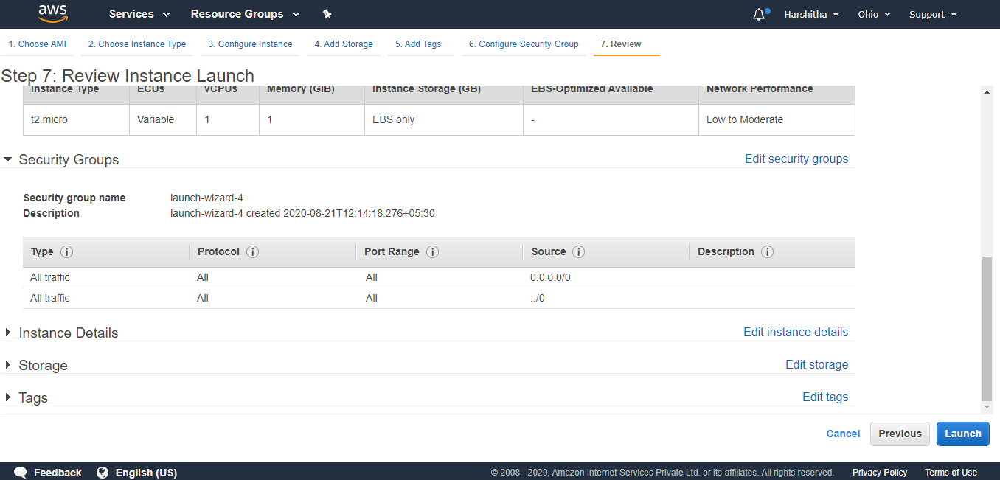 aws Services Resource Groups Harshitha Ohio Support
1. Choose AMI 2. Choose Instance Type 3. Configure Instance 4. Add Storage 5. Add Tags 6. Configure Security Group 7. Review
Step 7: Review Instance Launch
Instance Type ECUs vCPUs Memory (GiB) Instance Storage (GB) EBS-Optimized Available Network Performance
t2.micro Variable 1 1 EBS only - Low to Moderate
Security Groups Edit security groups
Security group name launch-wizard-4
Description launch-wizard-4 created 2020-08-21T12:14:18.276+05:30
Type i Protocol i Port Range i Source i Description i
All traffic All All 0.0.0.0/0
All traffic All All ::/0
Instance Details Edit instance details
Storage Edit storage
Tags Edit tags
Cancel Previous Launch
Feedback English (US) © 2008 - 2020, Amazon Internet Services Private Ltd. or its affiliates. All rights reserved. Privacy Policy Terms of Use